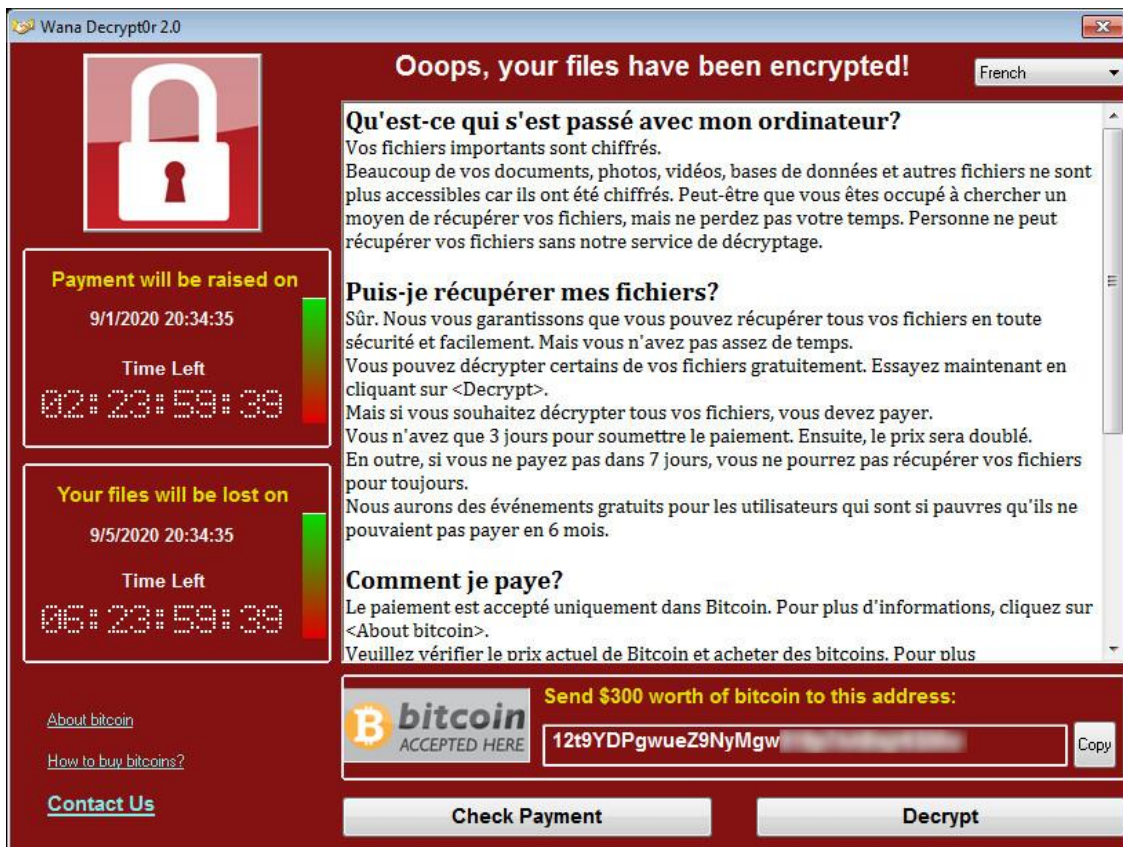 Wana Decrypt0r 2.0
Ooops, your files have been encrypted!
French
Qu'est-ce qui s'est passé avec mon ordinateur?
Vos fichiers importants sont chiffrés.
Beaucoup de vos documents, photos, vidéos, bases de données et autres fichiers ne sont
plus accessibles car ils ont été chiffrés. Peut-être que vous êtes occupé à chercher un
moyen de récupérer vos fichiers, mais ne perdez pas votre temps. Personne ne peut
récupérer vos fichiers sans notre service de décryptage.
Puis-je récupérer mes fichiers?
Sûr. Nous vous garantissons que vous pouvez récupérer tous vos fichiers en toute
sécurité et facilement. Mais vous n'avez pas assez de temps.
Vous pouvez décrypter certains de vos fichiers gratuitement. Essayez maintenant en
cliquant sur <Decrypt>.
Mais si vous souhaitez décrypter tous vos fichiers, vous devez payer.
Vous n'avez que 3 jours pour soumettre le paiement. Ensuite, le prix sera doublé.
En outre, si vous ne payez pas dans 7 jours, vous ne pourrez pas récupérer vos fichiers
pour toujours.
Nous aurons des événements gratuits pour les utilisateurs qui sont si pauvres qu'ils ne
pouvaient pas payer en 6 mois.
Comment je paye?
Le paiement est accepté uniquement dans Bitcoin. Pour plus d'informations, cliquez sur
<About bitcoin>.
Veuillez vérifier le prix actuel de Bitcoin et acheter des bitcoins. Pour plus
Payment will be raised on
9/1/2020 20:34:35
Time Left
02:23:59:39
Your files will be lost on
9/5/2020 20:34:35
Time Left
06:23:59:39
About bitcoin
How to buy bitcoins?
Contact Us
bitcoin
ACCEPTED HERE
Send $300 worth of bitcoin to this address:
12t9YDPgwueZ9NyMgw
Copy
Check Payment
Decrypt